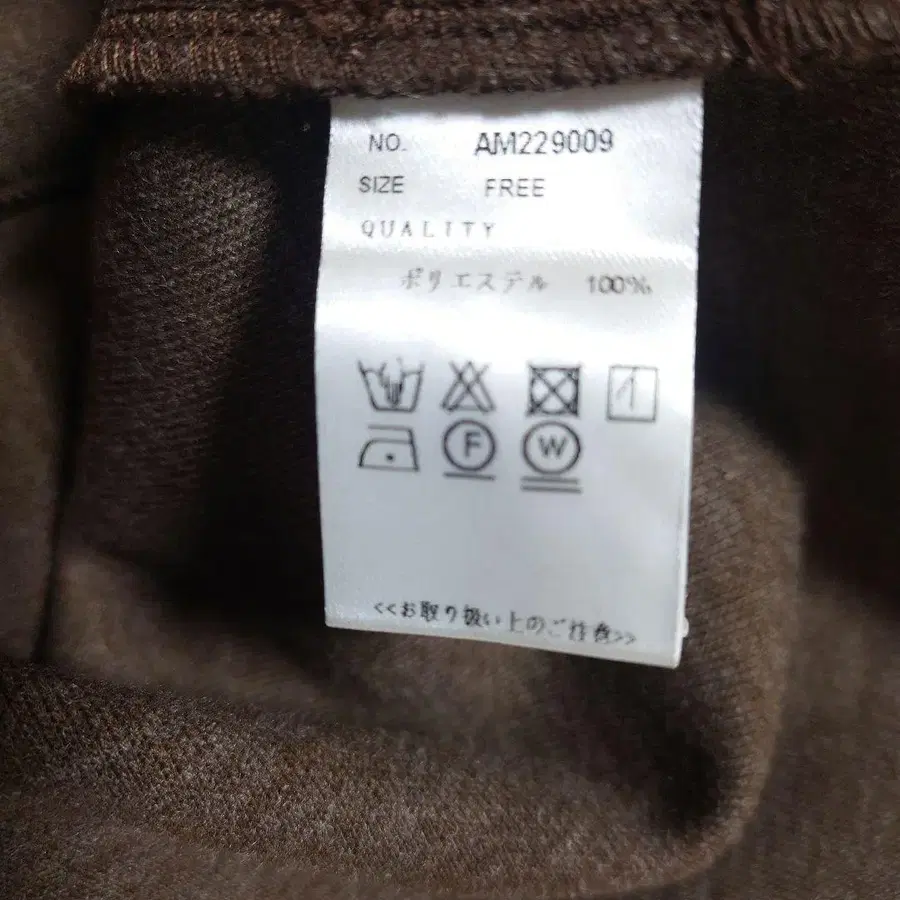 NO. AM229009
SIZE FREE
QUALITY
ポリエステル 100%
F W
<<お取り扱い上のご注意>>